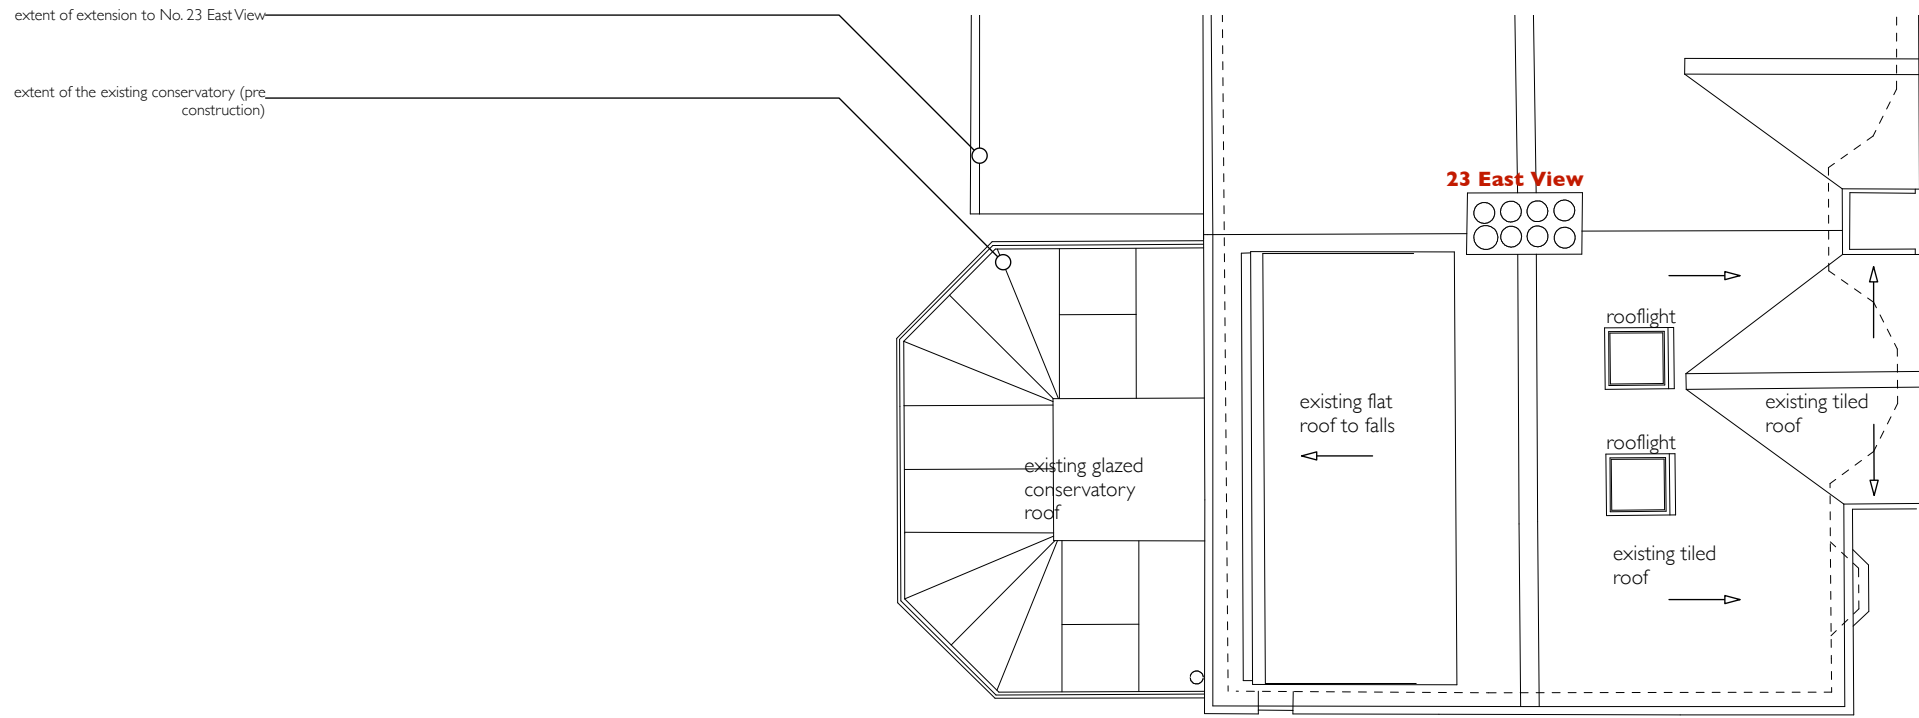 extent of extension to No. 23 East View
extent of the existing conservatory (pre
construction)
23 East View
rooflight
existing flat
roof to falls
existing tiled
roof
rooflight
existing glazed
conservatory
roof
existing tiled
roof